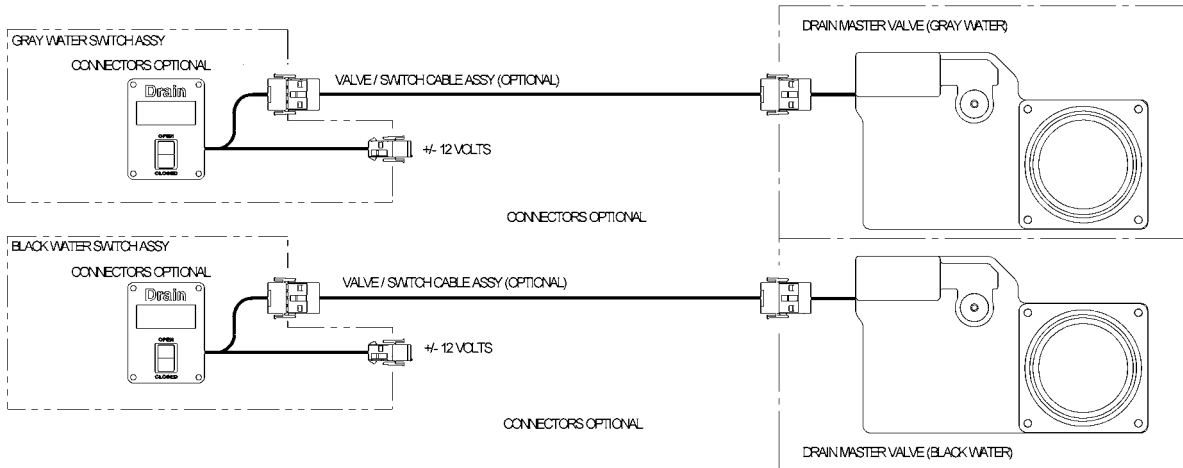 DRAIN MASTER VALVE (GRAY WATER)
GRAY WATER SWITCH ASSY
CONNECTORS OPTIONAL
VALVE / SWITCH CABLE ASSY (OPTIONAL)
Drain
OPEN
CLOSED
+/- 12 VOLTS
CONNECTORS OPTIONAL
BLACK WATER SWITCH ASSY
CONNECTORS OPTIONAL
VALVE / SWITCH CABLE ASSY (OPTIONAL)
Drain
OPEN
CLOSED
+/- 12 VOLTS
CONNECTORS OPTIONAL
DRAIN MASTER VALVE (BLACK WATER)